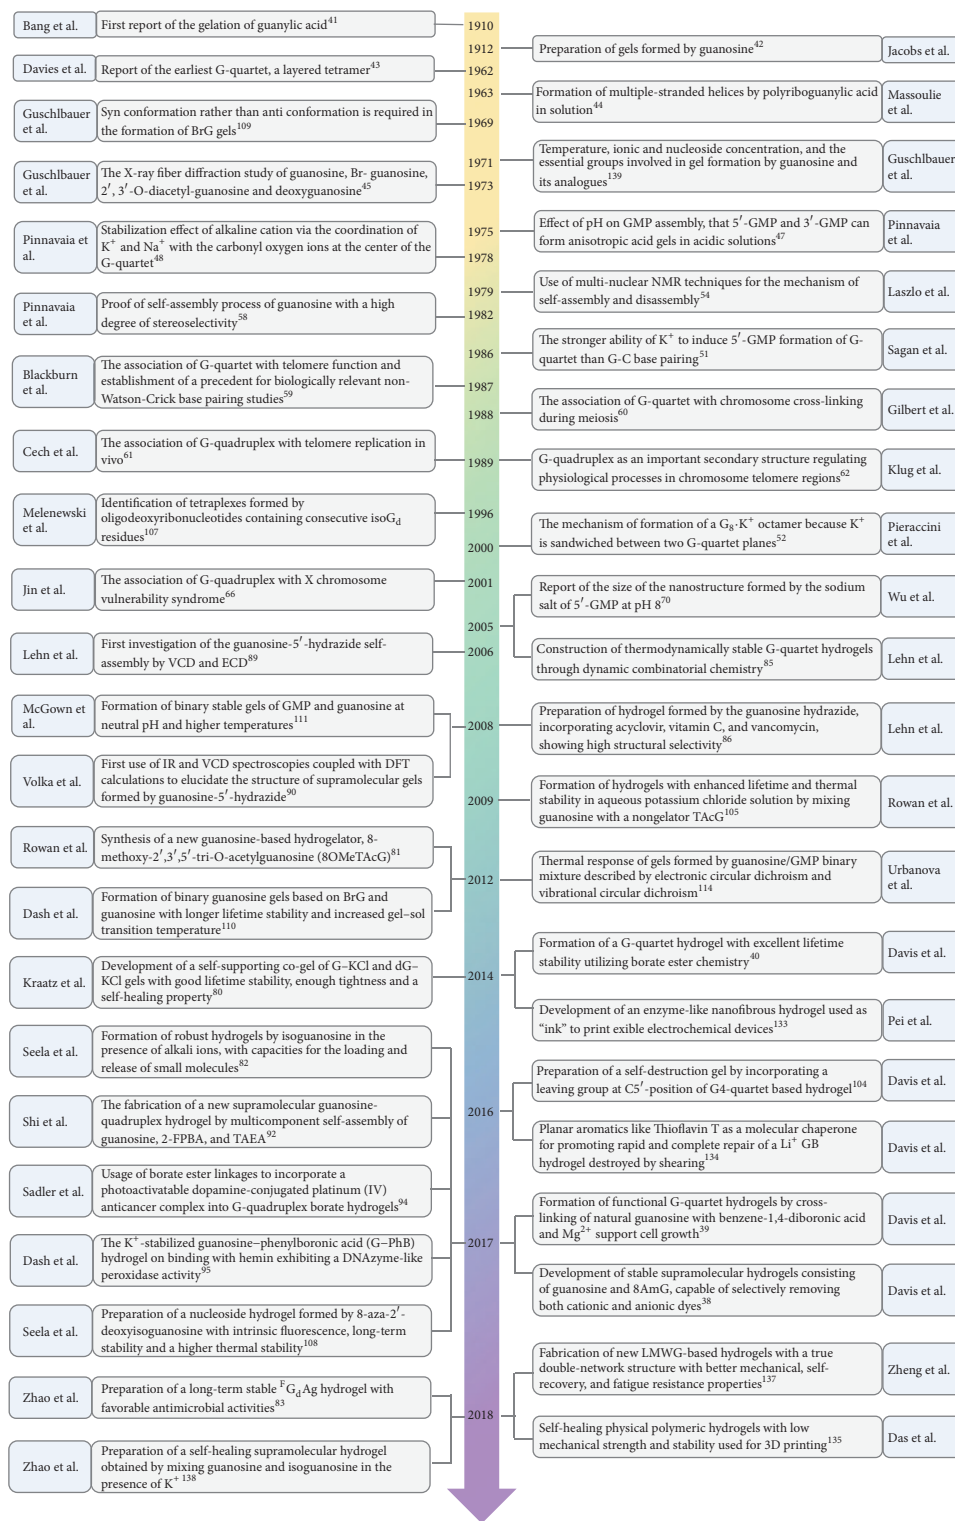 Bang et al.
First report of the gelation of guanylic acid41
1910
1912
Preparation of gels formed by guanosine42
Jacobs et al.
Davies et al.
Report of the earliest G-quartet, a layered tetramer43
1962
1963
Formation of multiple-stranded helices by polyriboguanylic acid
in solution44
Massoulie
et al.
Guschlbauer
et al.
Syn conformation rather than anti conformation is required in
the formation of BrG gels109
1969
1971
Temperature, ionic and nucleoside concentration, and the
essential groups involved in gel formation by guanosine and
its analogues139
Guschlbauer
et al.
Guschlbauer
et al.
The X-ray fiber diffraction study of guanosine, Br- guanosine,
2′, 3′-O-diacetyl-guanosine and deoxyguanosine45
1973
1975
Effect of pH on GMP assembly, that 5′-GMP and 3′-GMP can
form anisotropic acid gels in acidic solutions47
Pinnavaia
et al.
Pinnavaia et
al.
Stabilization effect of alkaline cation via the coordination of
K+ and Na+ with the carbonyl oxygen ions at the center of the
G-quartet48
1978
1979
Use of multi-nuclear NMR techniques for the mechanism of
self-assembly and disassembly54
Laszlo et al.
Pinnavaia
et al.
Proof of self-assembly process of guanosine with a high
degree of stereoselectivity58
1982
1986
The stronger ability of K+ to induce 5′-GMP formation of G-
quartet than G-C base pairing51
Sagan et al.
Blackburn
et al.
The association of G-quartet with telomere function and
establishment of a precedent for biologically relevant non-
Watson-Crick base pairing studies59
1987
1988
The association of G-quartet with chromosome cross-linking
during meiosis60
Gilbert et al.
Cech et al.
The association of G-quadruplex with telomere replication in
vivo61
1989
G-quadruplex as an important secondary structure regulating
physiological processes in chromosome telomere regions62
Klug et al.
Melenewski
et al.
Identification of tetraplexes formed by
oligodeoxyribonucleotides containing consecutive isoGd
residues107
1996
2000
The mechanism of formation of a G8·K+ octamer because K+
is sandwiched between two G-quartet planes52
Pieraccini
et al.
Jin et al.
The association of G-quadruplex with X chromosome
vulnerability syndrome66
2001
Report of the size of the nanostructure formed by the sodium
salt of 5′-GMP at pH 870
Wu et al.
2005
Construction of thermodynamically stable G-quartet hydrogels
through dynamic combinatorial chemistry85
Lehn et al.
Lehn et al.
First investigation of the guanosine-5′-hydrazide self-
assembly by VCD and ECD89
2006
McGown et
al.
Formation of binary stable gels of GMP and guanosine at
neutral pH and higher temperatures111
2008
Preparation of hydrogel formed by the guanosine hydrazide,
incorporating acyclovir, vitamin C, and vancomycin,
showing high structural selectivity86
Lehn et al.
Volka et al.
First use of IR and VCD spectroscopies coupled with DFT
calculations to elucidate the structure of supramolecular gels
formed by guanosine-5′-hydrazide90
2009
Formation of hydrogels with enhanced lifetime and thermal
stability in aqueous potassium chloride solution by mixing
guanosine with a nongelator TAcG105
Rowan et al.
Rowan et al.
Synthesis of a new guanosine-based hydrogelator, 8-
methoxy-2′,3′,5′-tri-O-acetylguanosine (8OMeTAcG)81
2012
Thermal response of gels formed by guanosine/GMP binary
mixture described by electronic circular dichroism and
vibrational circular dichroism114
Urbanova
et al.
Dash et al.
Formation of binary guanosine gels based on BrG and
guanosine with longer lifetime stability and increased gel–sol
transition temperature110
Formation of a G-quartet hydrogel with excellent lifetime
stability utilizing borate ester chemistry40
Davis et al.
Kraatz et al.
Development of a self-supporting co-gel of G–KCl and dG–
KCl gels with good lifetime stability, enough tightness and a
self-healing property80
2014
Development of an enzyme-like nanofibrous hydrogel used as
“ink” to print exible electrochemical devices133
Pei et al.
Seela et al.
Formation of robust hydrogels by isoguanosine in the
presence of alkali ions, with capacities for the loading and
release of small molecules82
Preparation of a self-destruction gel by incorporating a
leaving group at C5′-position of G4-quartet based hydrogel104
Davis et al.
2016
Shi et al.
The fabrication of a new supramolecular guanosine-
quadruplex hydrogel by multicomponent self-assembly of
guanosine, 2-FPBA, and TAEA92
Planar aromatics like Thioflavin T as a molecular chaperone
for promoting rapid and complete repair of a Li+ GB
hydrogel destroyed by shearing134
Davis et al.
Sadler et al.
Usage of borate ester linkages to incorporate a
photoactivatable dopamine-conjugated platinum (IV)
anticancer complex into G-quadruplex borate hydrogels94
Formation of functional G-quartet hydrogels by cross-
linking of natural guanosine with benzene-1,4-diboronic acid
and Mg2+ support cell growth39
Davis et al.
2017
Dash et al.
The K+-stabilized guanosine−phenylboronic acid (G−PhB)
hydrogel on binding with hemin exhibiting a DNAzyme-like
peroxidase activity95
Development of stable supramolecular hydrogels consisting
of guanosine and 8AmG, capable of selectively removing
both cationic and anionic dyes38
Davis et al.
Seela et al.
Preparation of a nucleoside hydrogel formed by 8-aza-2′-
deoxyisoguanosine with intrinsic fluorescence, long-term
stability and a higher thermal stability108
Fabrication of new LMWG-based hydrogels with a true
double-network structure with better mechanical, self-
recovery, and fatigue resistance properties137
Zheng et al.
Zhao et al.
Preparation of a long-term stable FGdAg hydrogel with
favorable antimicrobial activities83
2018
Self-healing physical polymeric hydrogels with low
mechanical strength and stability used for 3D printing135
Das et al.
Zhao et al.
Preparation of a self-healing supramolecular hydrogel
obtained by mixing guanosine and isoguanosine in the
presence of K+ 138